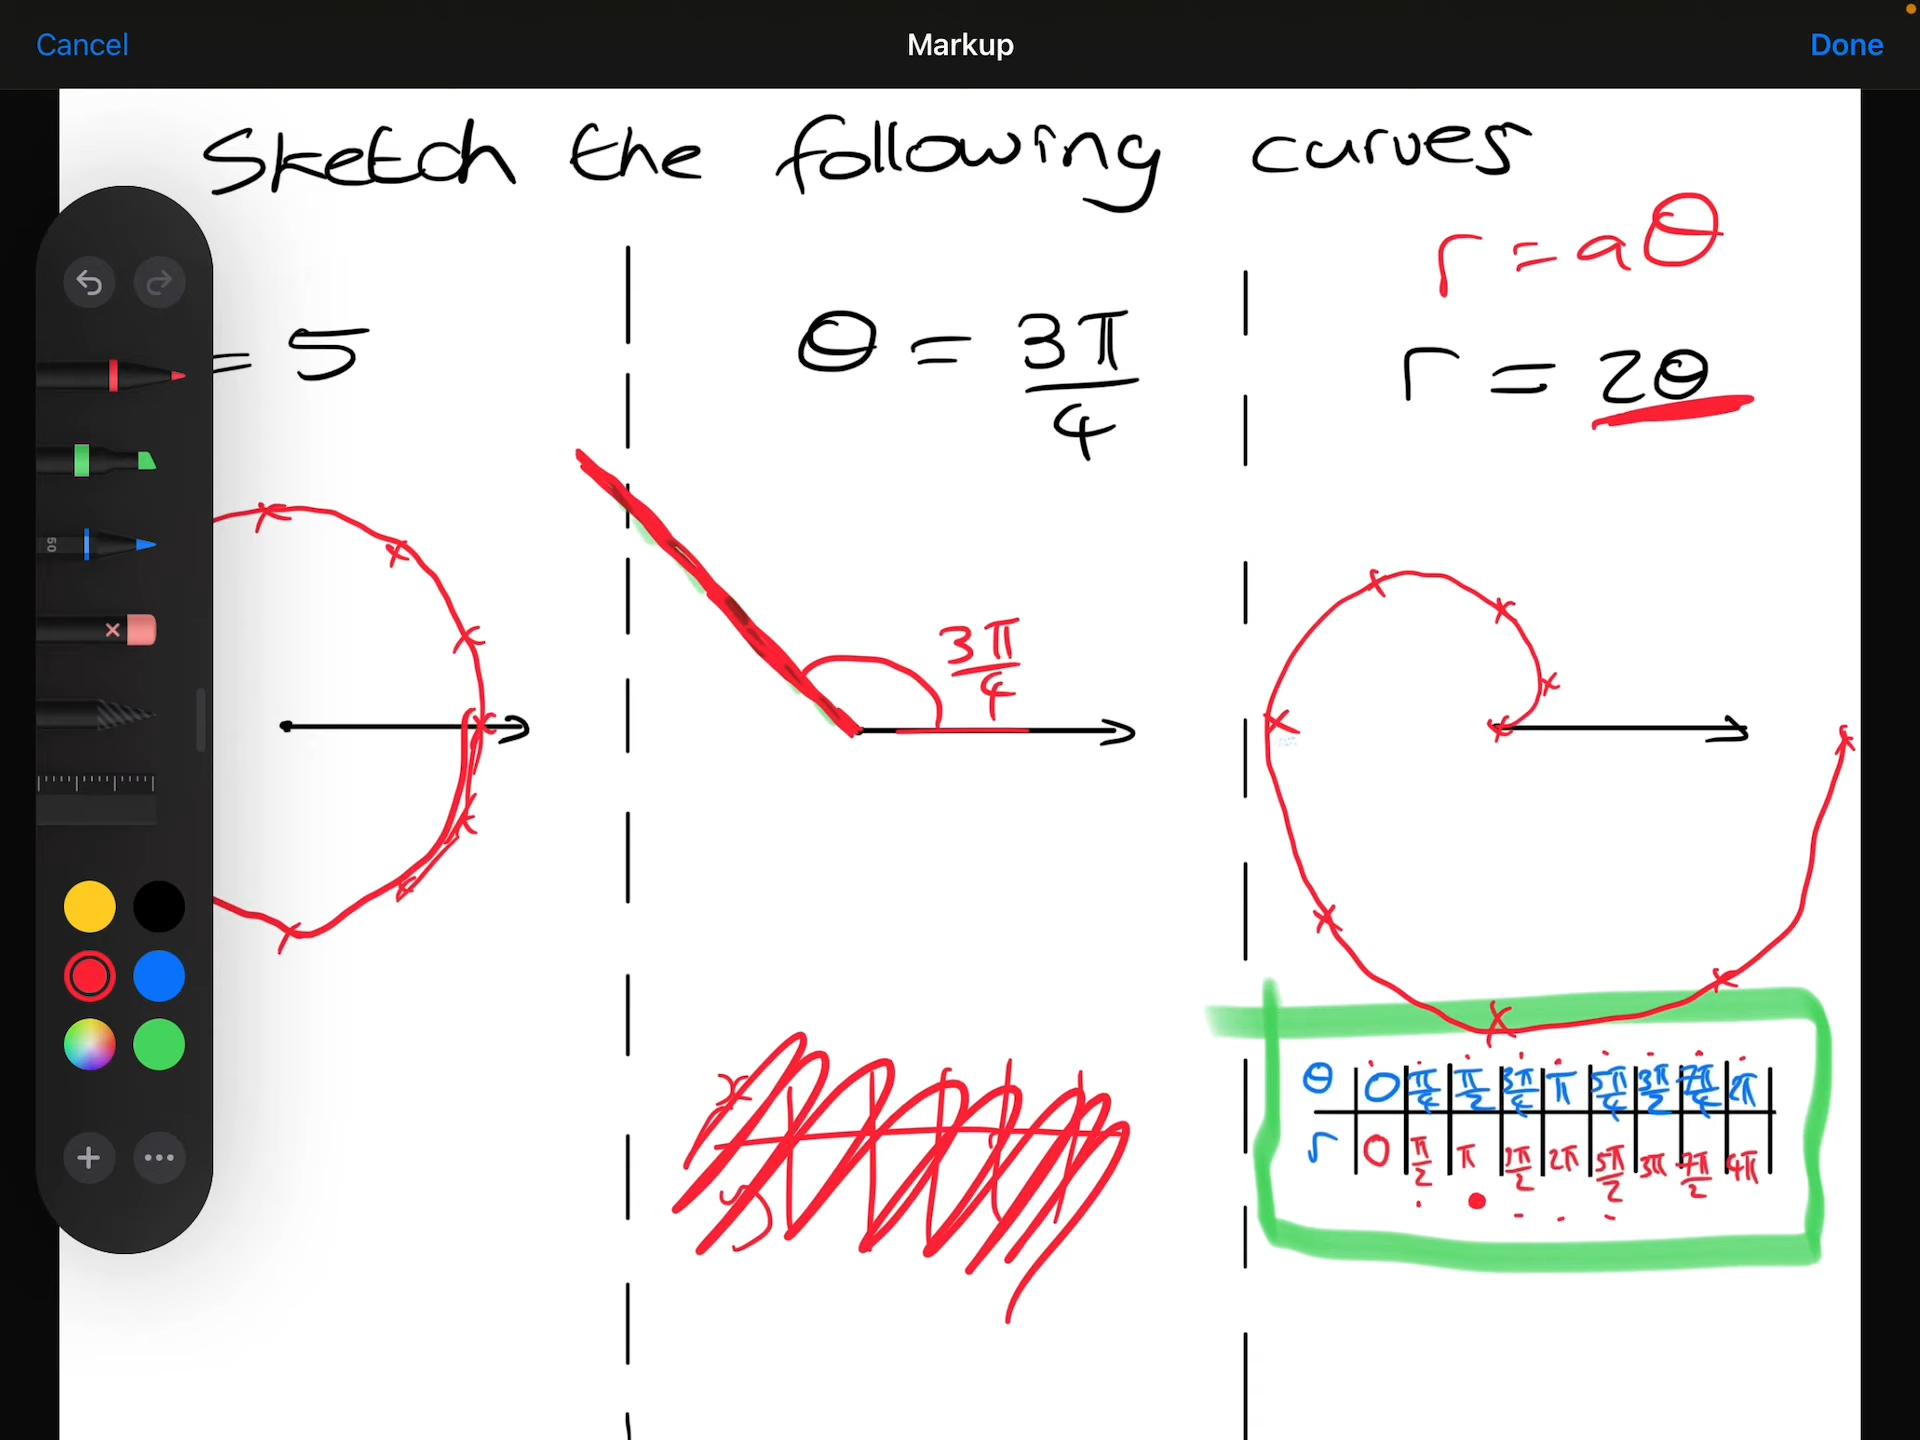 Cancel
Markup
Done
Sketch the following curves
= 5
θ = 3π/4
r = aθ
r = 2θ
3π/4
50
θ 0 π/4 π/2 3π/4 π 5π/4 3π/2 7π/4 2π
r 0 π/2 π 3π/2 2π 5π/2 3π 7π/2 4π